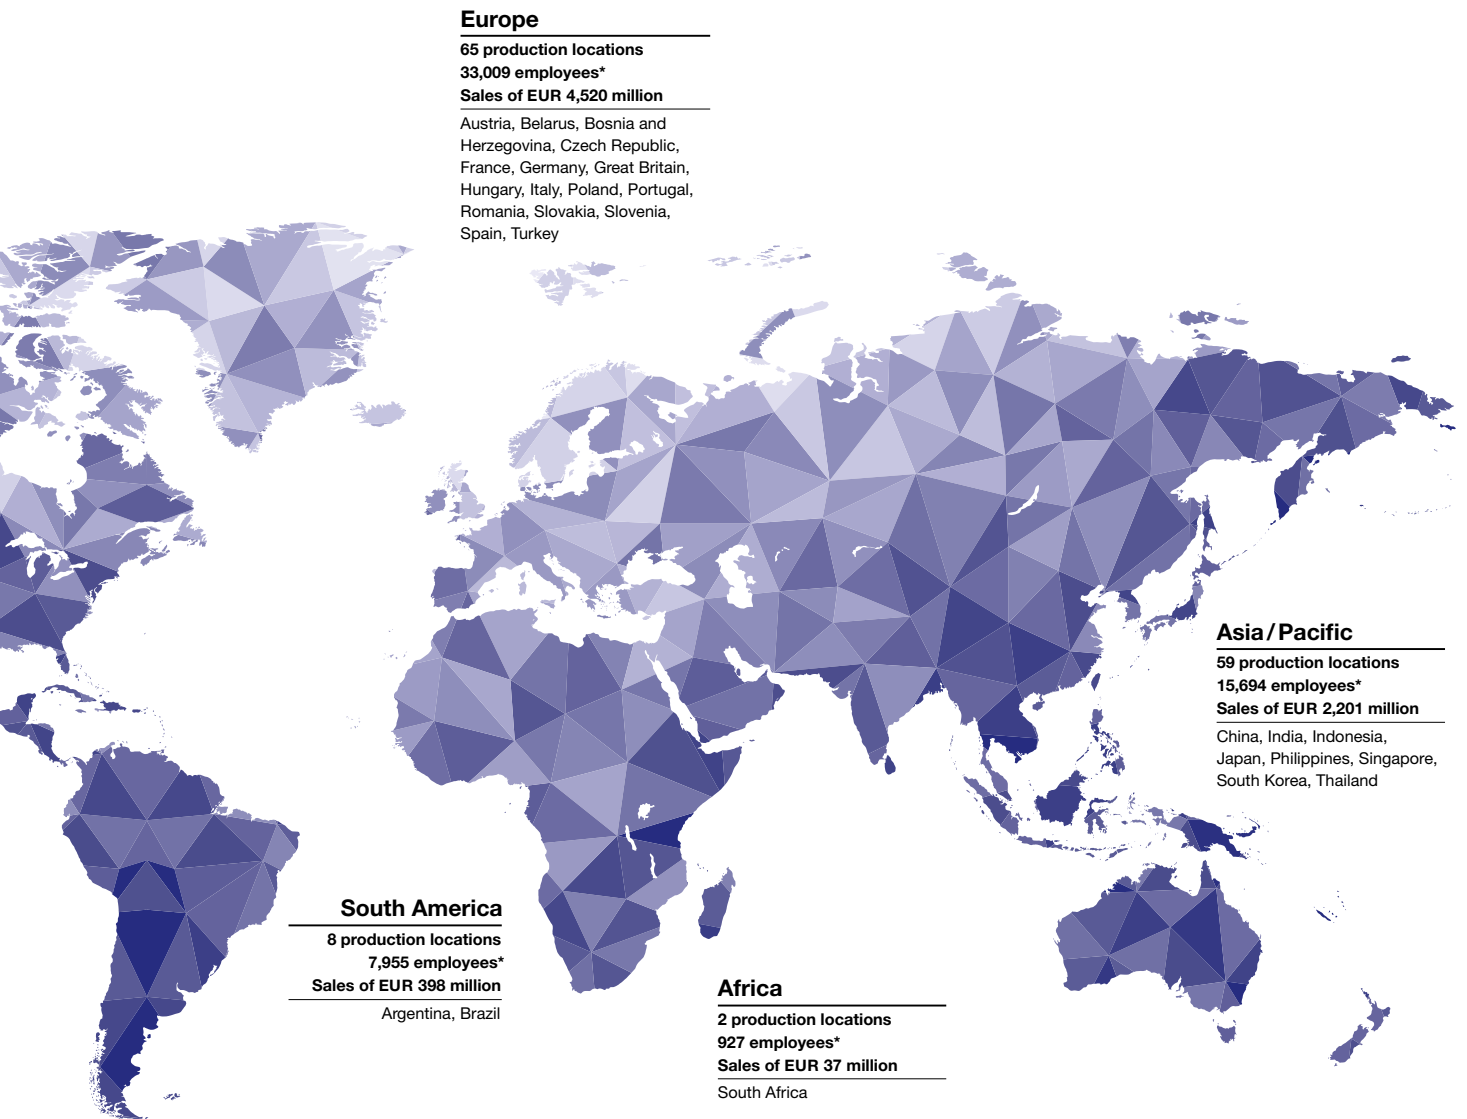 Europe
65 production locations
33,009 employees*
Sales of EUR 4,520 million
Austria, Belarus, Bosnia and
Herzegovina, Czech Republic,
France, Germany, Great Britain,
Hungary, Italy, Poland, Portugal,
Romania, Slovakia, Slovenia,
Spain, Turkey
Asia / Pacific
59 production locations
15,694 employees*
Sales of EUR 2,201 million
China, India, Indonesia,
Japan, Philippines, Singapore,
South Korea, Thailand
South America
8 production locations
7,955 employees*
Sales of EUR 398 million
Argentina, Brazil
Africa
2 production locations
927 employees*
Sales of EUR 37 million
South Africa